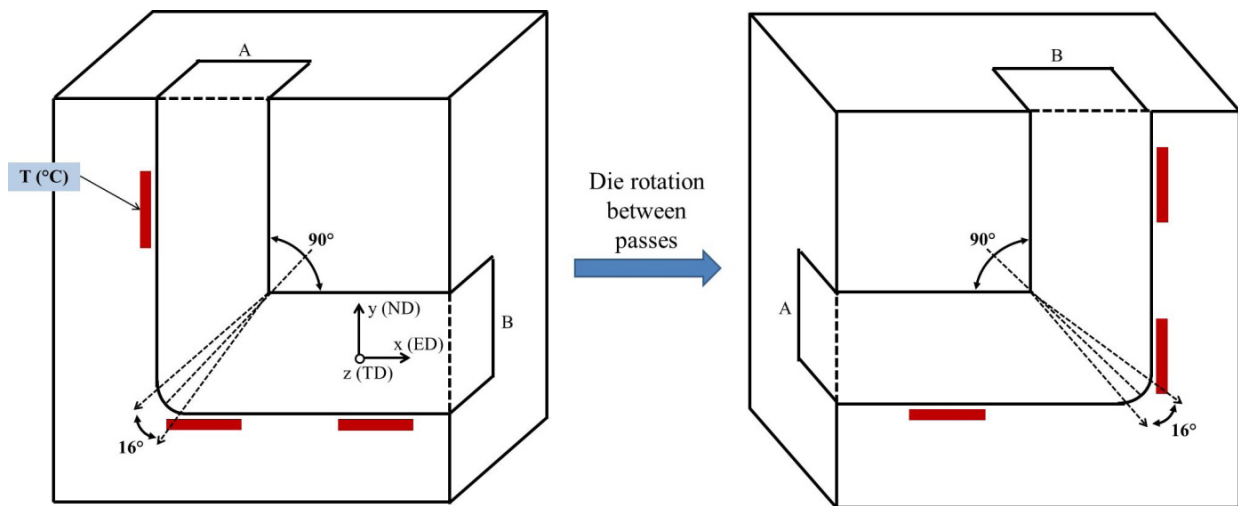 A
T (°C)
90°
y (ND)
x (ED)
z (TD)
B
16°
Die rotation
between
passes
B
90°
A
16°